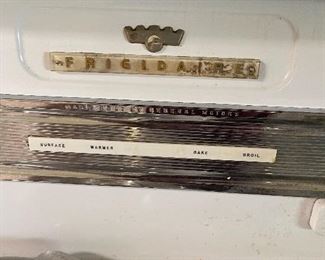 FRIGIDAIRE
MADE ONLY BY GENERAL MOTORS
SURFACE WARMER BAKE BROIL